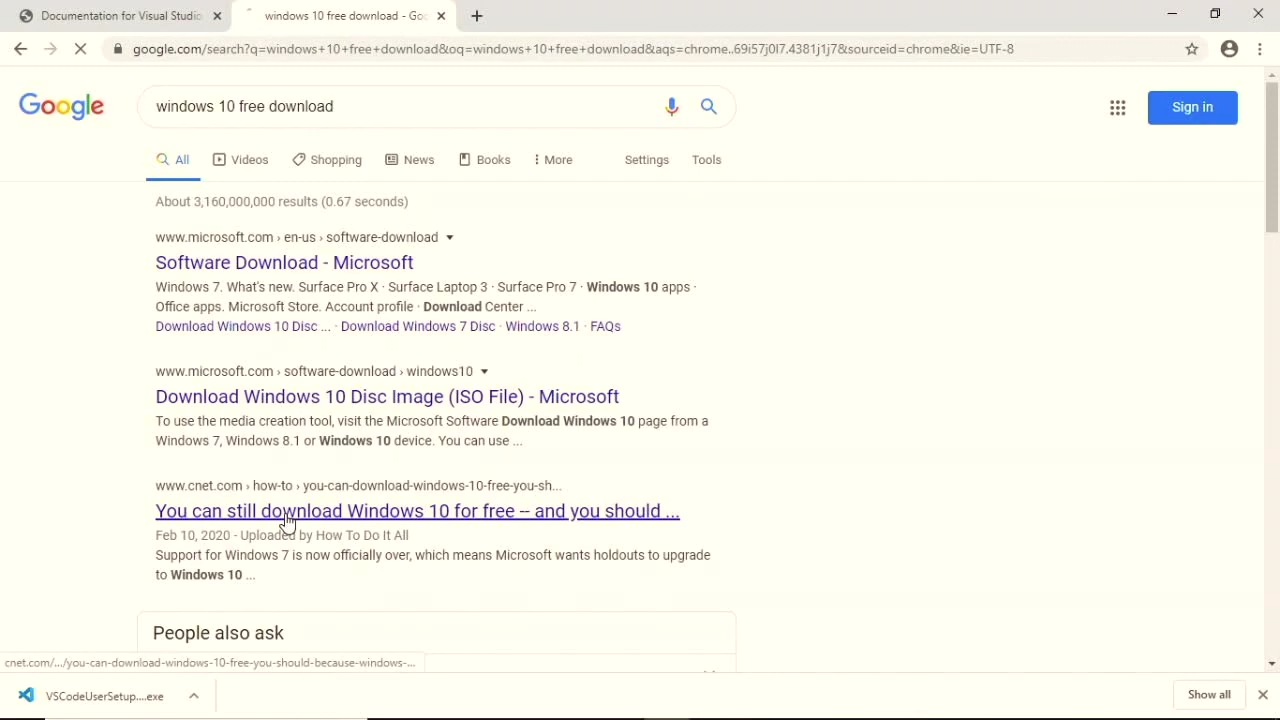 Documentation for Visual Studio
windows 10 free download - Goo
google.com/search?q=windows+10+free+download&oq=windows+10+free+download&aqs=chrome..69i57j0l7.4381j1j7&sourceid=chrome&ie=UTF-8
Google
windows 10 free download
Sign in
All Videos Shopping News Books More Settings Tools
About 3,160,000,000 results (0.67 seconds)
www.microsoft.com › en-us › software-download
Software Download - Microsoft
Windows 7. What's new. Surface Pro X · Surface Laptop 3 · Surface Pro 7 · Windows 10 apps ·
Office apps. Microsoft Store. Account profile · Download Center ...
Download Windows 10 Disc ... · Download Windows 7 Disc · Windows 8.1 · FAQs
www.microsoft.com › software-download › windows10
Download Windows 10 Disc Image (ISO File) - Microsoft
To use the media creation tool, visit the Microsoft Software Download Windows 10 page from a
Windows 7, Windows 8.1 or Windows 10 device. You can use ...
www.cnet.com › how-to › you-can-download-windows-10-free-you-sh...
You can still download Windows 10 for free -- and you should ...
Feb 10, 2020 - Uploaded by How To Do It All
Support for Windows 7 is now officially over, which means Microsoft wants holdouts to upgrade
to Windows 10 ...
People also ask
cnet.com/.../you-can-download-windows-10-free-you-should-because-windows-...
VSCodeUserSetup....exe
Show all